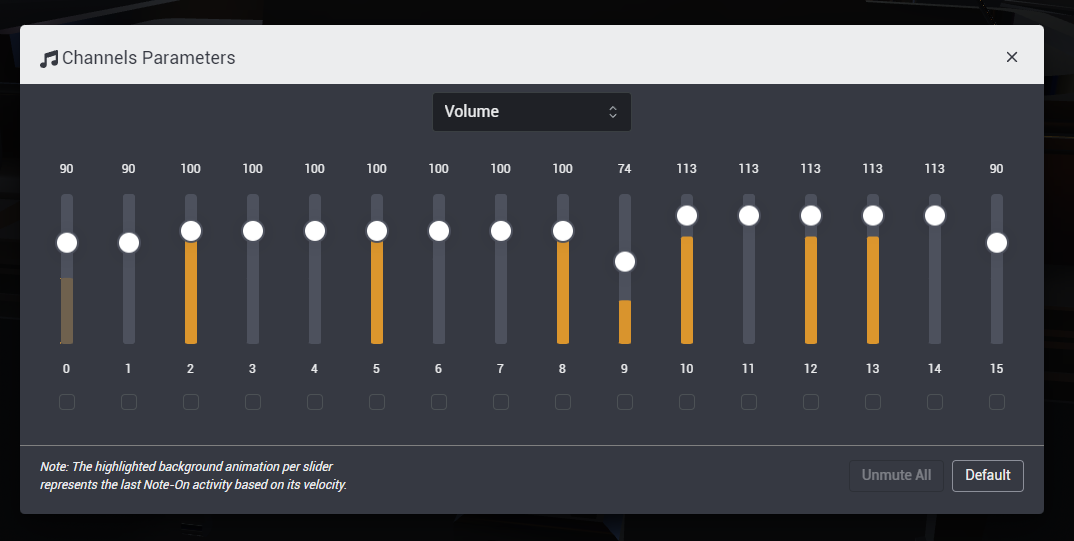 Channels Parameters
Volume
90 90 100 100 100 100 100 100 100 74 113 113 113 113 113 90
0 1 2 3 4 5 6 7 8 9 10 11 12 13 14 15
Note: The highlighted background animation per slider
represents the last Note-On activity based on its velocity.
Unmute All Default